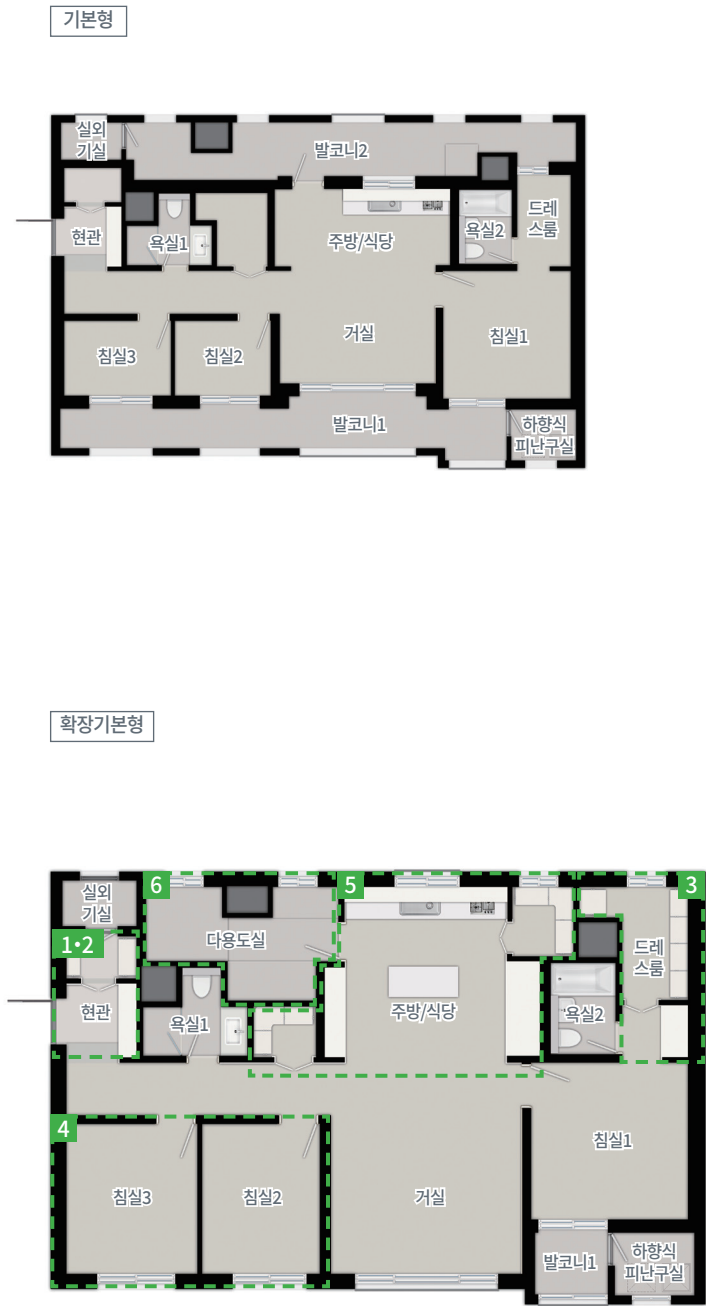 기본형
실외
기실
발코니2
현관
욕실1
주방/식당
욕실2
드레
스룸
침실3
침실2
거실
침실1
발코니1
하향식
피난구실
확장기본형
6
5
3
실외
기실
1•2
다용도실
드레
스룸
현관
욕실1
주방/식당
욕실2
4
침실1
침실3
침실2
거실
발코니1
하향식
피난구실